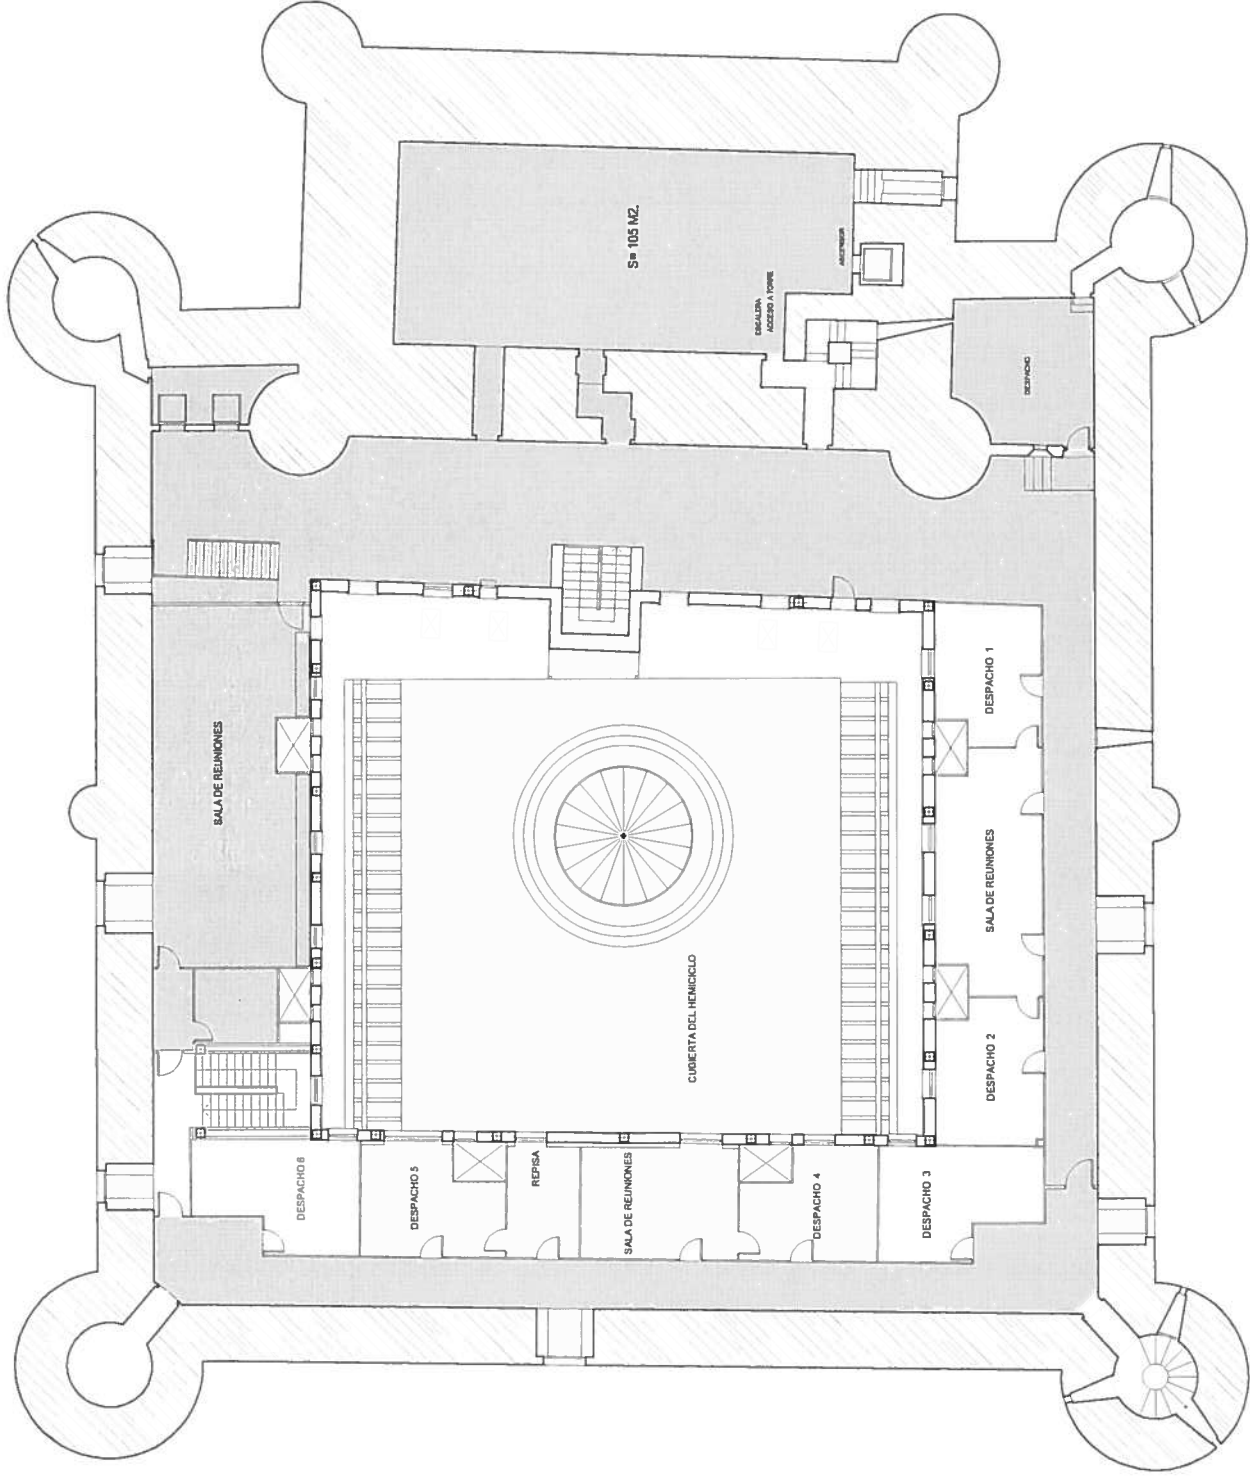 S= 105 M2.
ASCENSOR
ESCALERA
ACCESO A TORRE
DESPACHO
DESPACHO 1
SALA DE REUNIONES
SALA DE REUNIONES
CUBIERTA DEL HEMICICLO
DESPACHO 2
DESPACHO 6
DESPACHO 5
REPISA
SALA DE REUNIONES
DESPACHO 4
DESPACHO 3